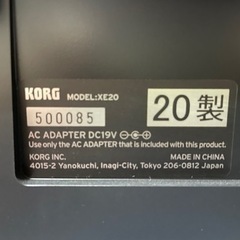 KORG MODEL:XE20
500085
20製
AC ADAPTER DC19V
Use only the AC ADAPTER that is included with this product.
KORG INC. MADE IN CHINA
4015-2 Yanokuchi, Inagi-City, Tokyo 206-0812 Japan